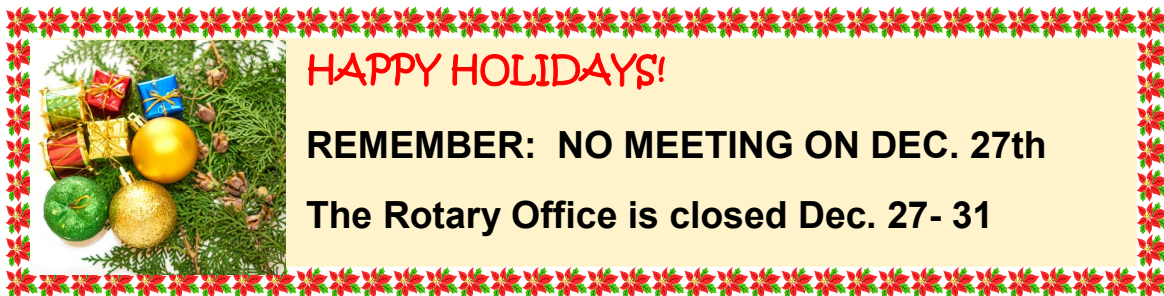 HAPPY HOLIDAYS!
REMEMBER:  NO MEETING ON DEC. 27th
The Rotary Office is closed Dec. 27- 31